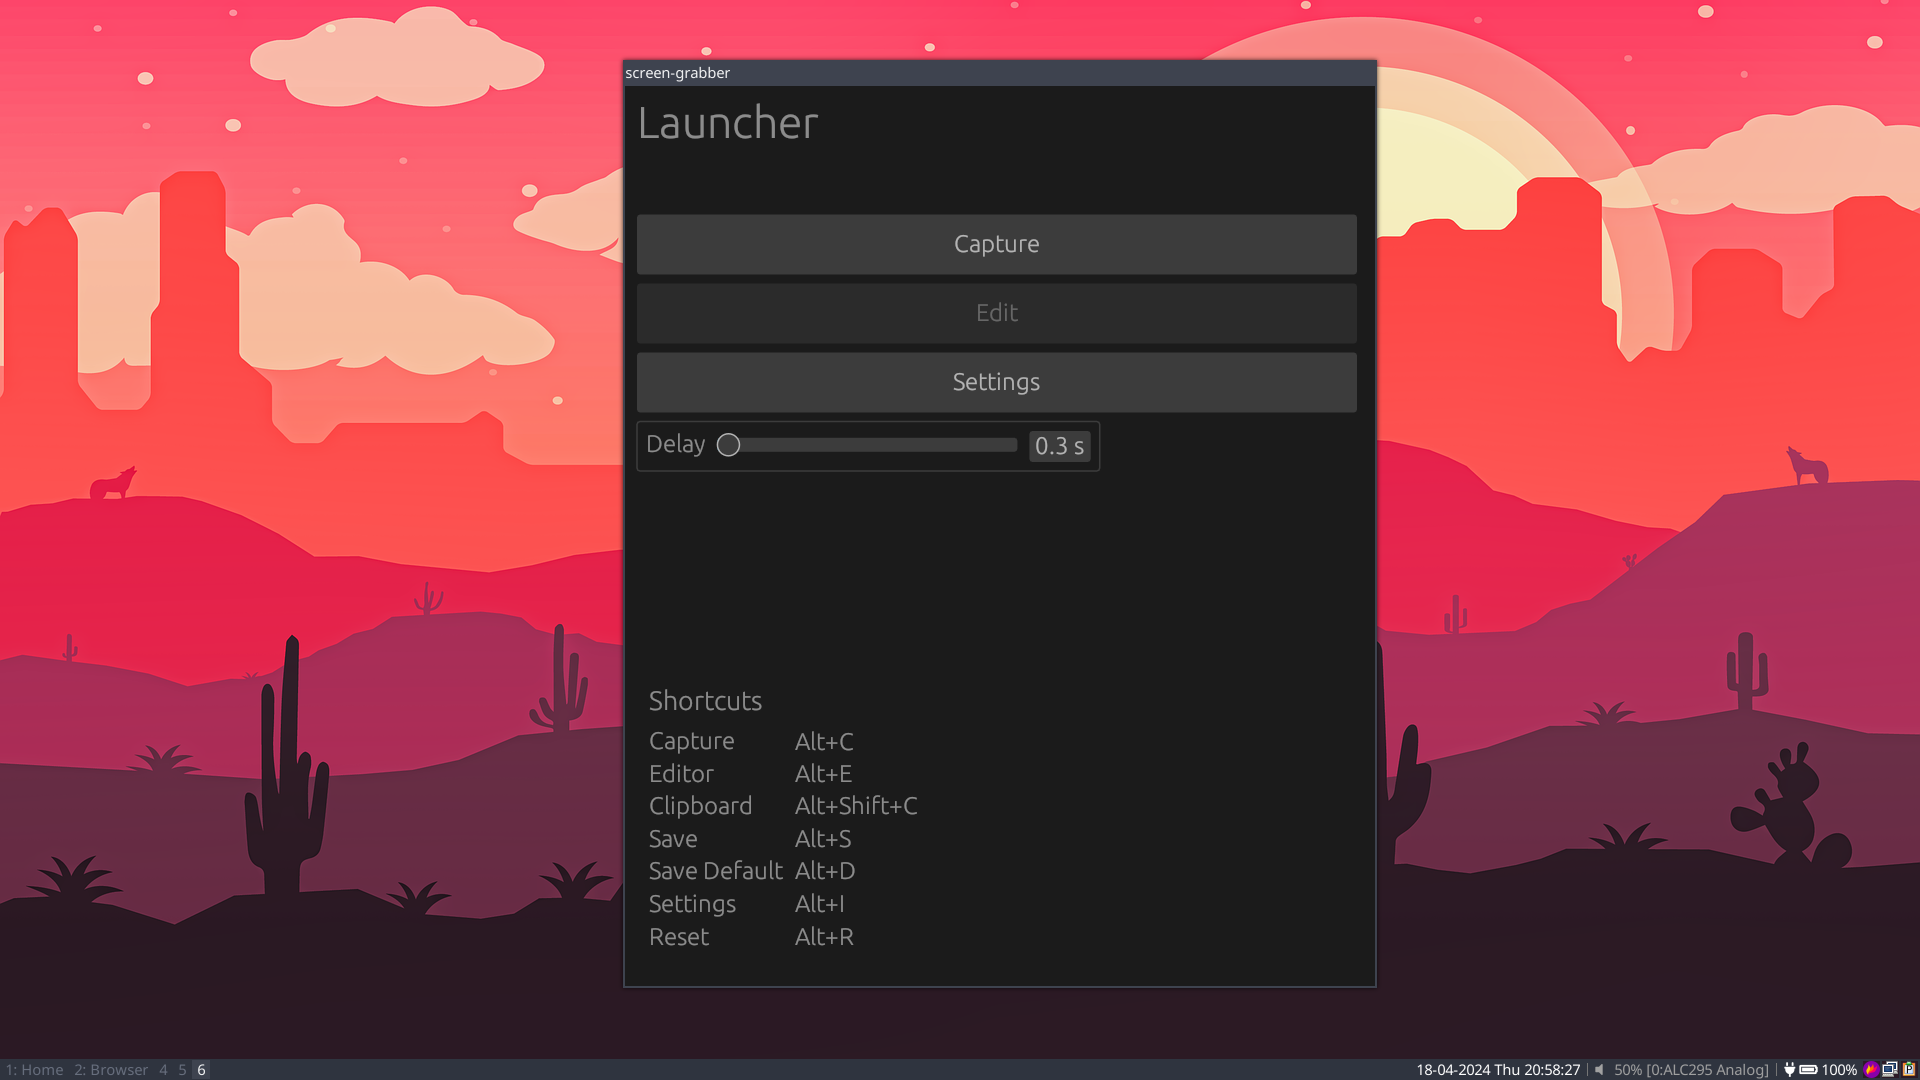 screen-grabber
Launcher
Capture
Edit
Settings
Delay 0.3 s
Shortcuts
Capture Alt+C
Editor Alt+E
Clipboard Alt+Shift+C
Save Alt+S
Save Default Alt+D
Settings Alt+I
Reset Alt+R
1: Home 2: Browser 4 5 6 18-04-2024 Thu 20:58:27 50% [0:ALC295 Analog] 100%